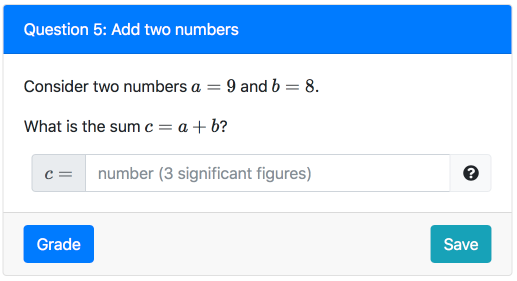 Question 5: Add two numbers
Consider two numbers a = 9 and b = 8.
What is the sum c = a + b?
c = number (3 significant figures) ?
Grade Save